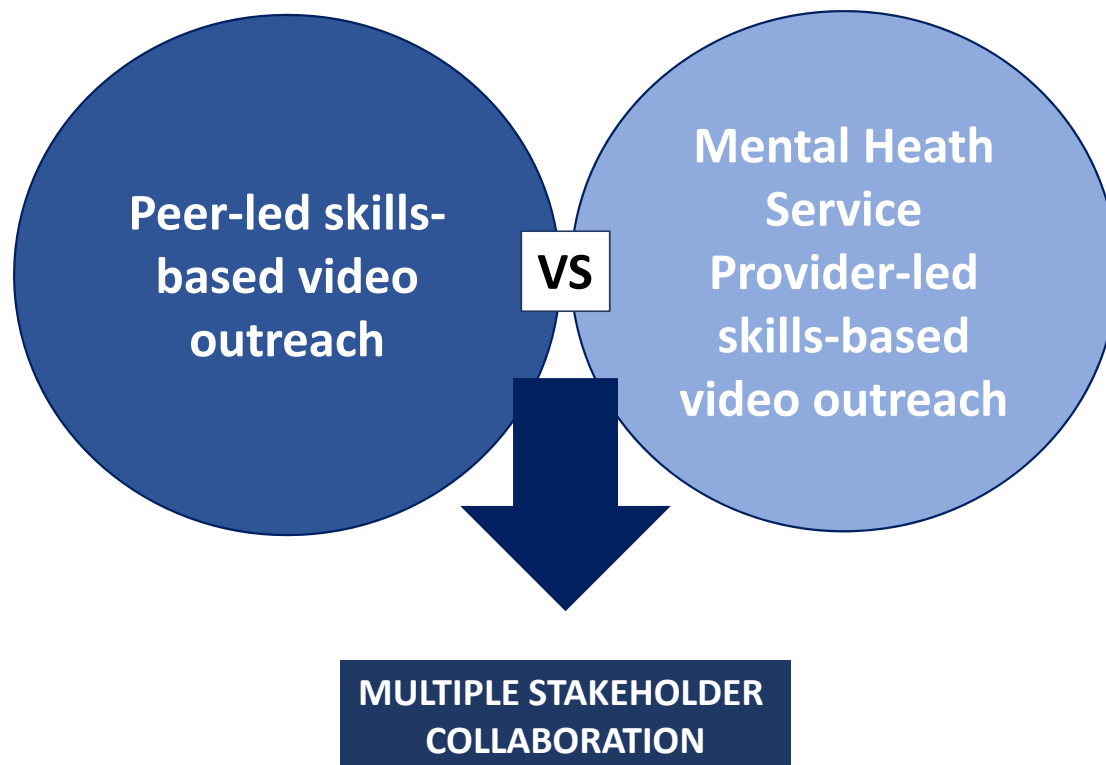 Peer-led skills-
based video
outreach
VS
Mental Heath
Service
Provider-led
skills-based
video outreach
MULTIPLE STAKEHOLDER
COLLABORATION